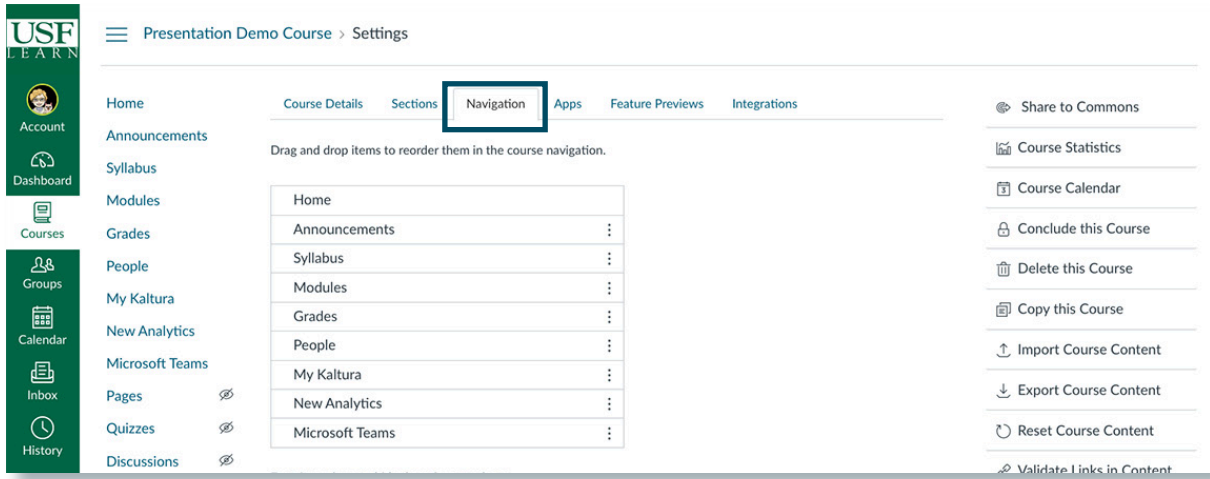 USF
LEARN
Account
Dashboard
Courses
Groups
Calendar
Inbox
History
Presentation Demo Course > Settings
Home
Announcements
Syllabus
Modules
Grades
People
My Kaltura
New Analytics
Microsoft Teams
Pages
Quizzes
Discussions
Course Details
Sections
Navigation
Apps
Feature Previews
Integrations
Drag and drop items to reorder them in the course navigation.
Home
Announcements
Syllabus
Modules
Grades
People
My Kaltura
New Analytics
Microsoft Teams
Share to Commons
Course Statistics
Course Calendar
Conclude this Course
Delete this Course
Copy this Course
Import Course Content
Export Course Content
Reset Course Content
Validate Links in Content